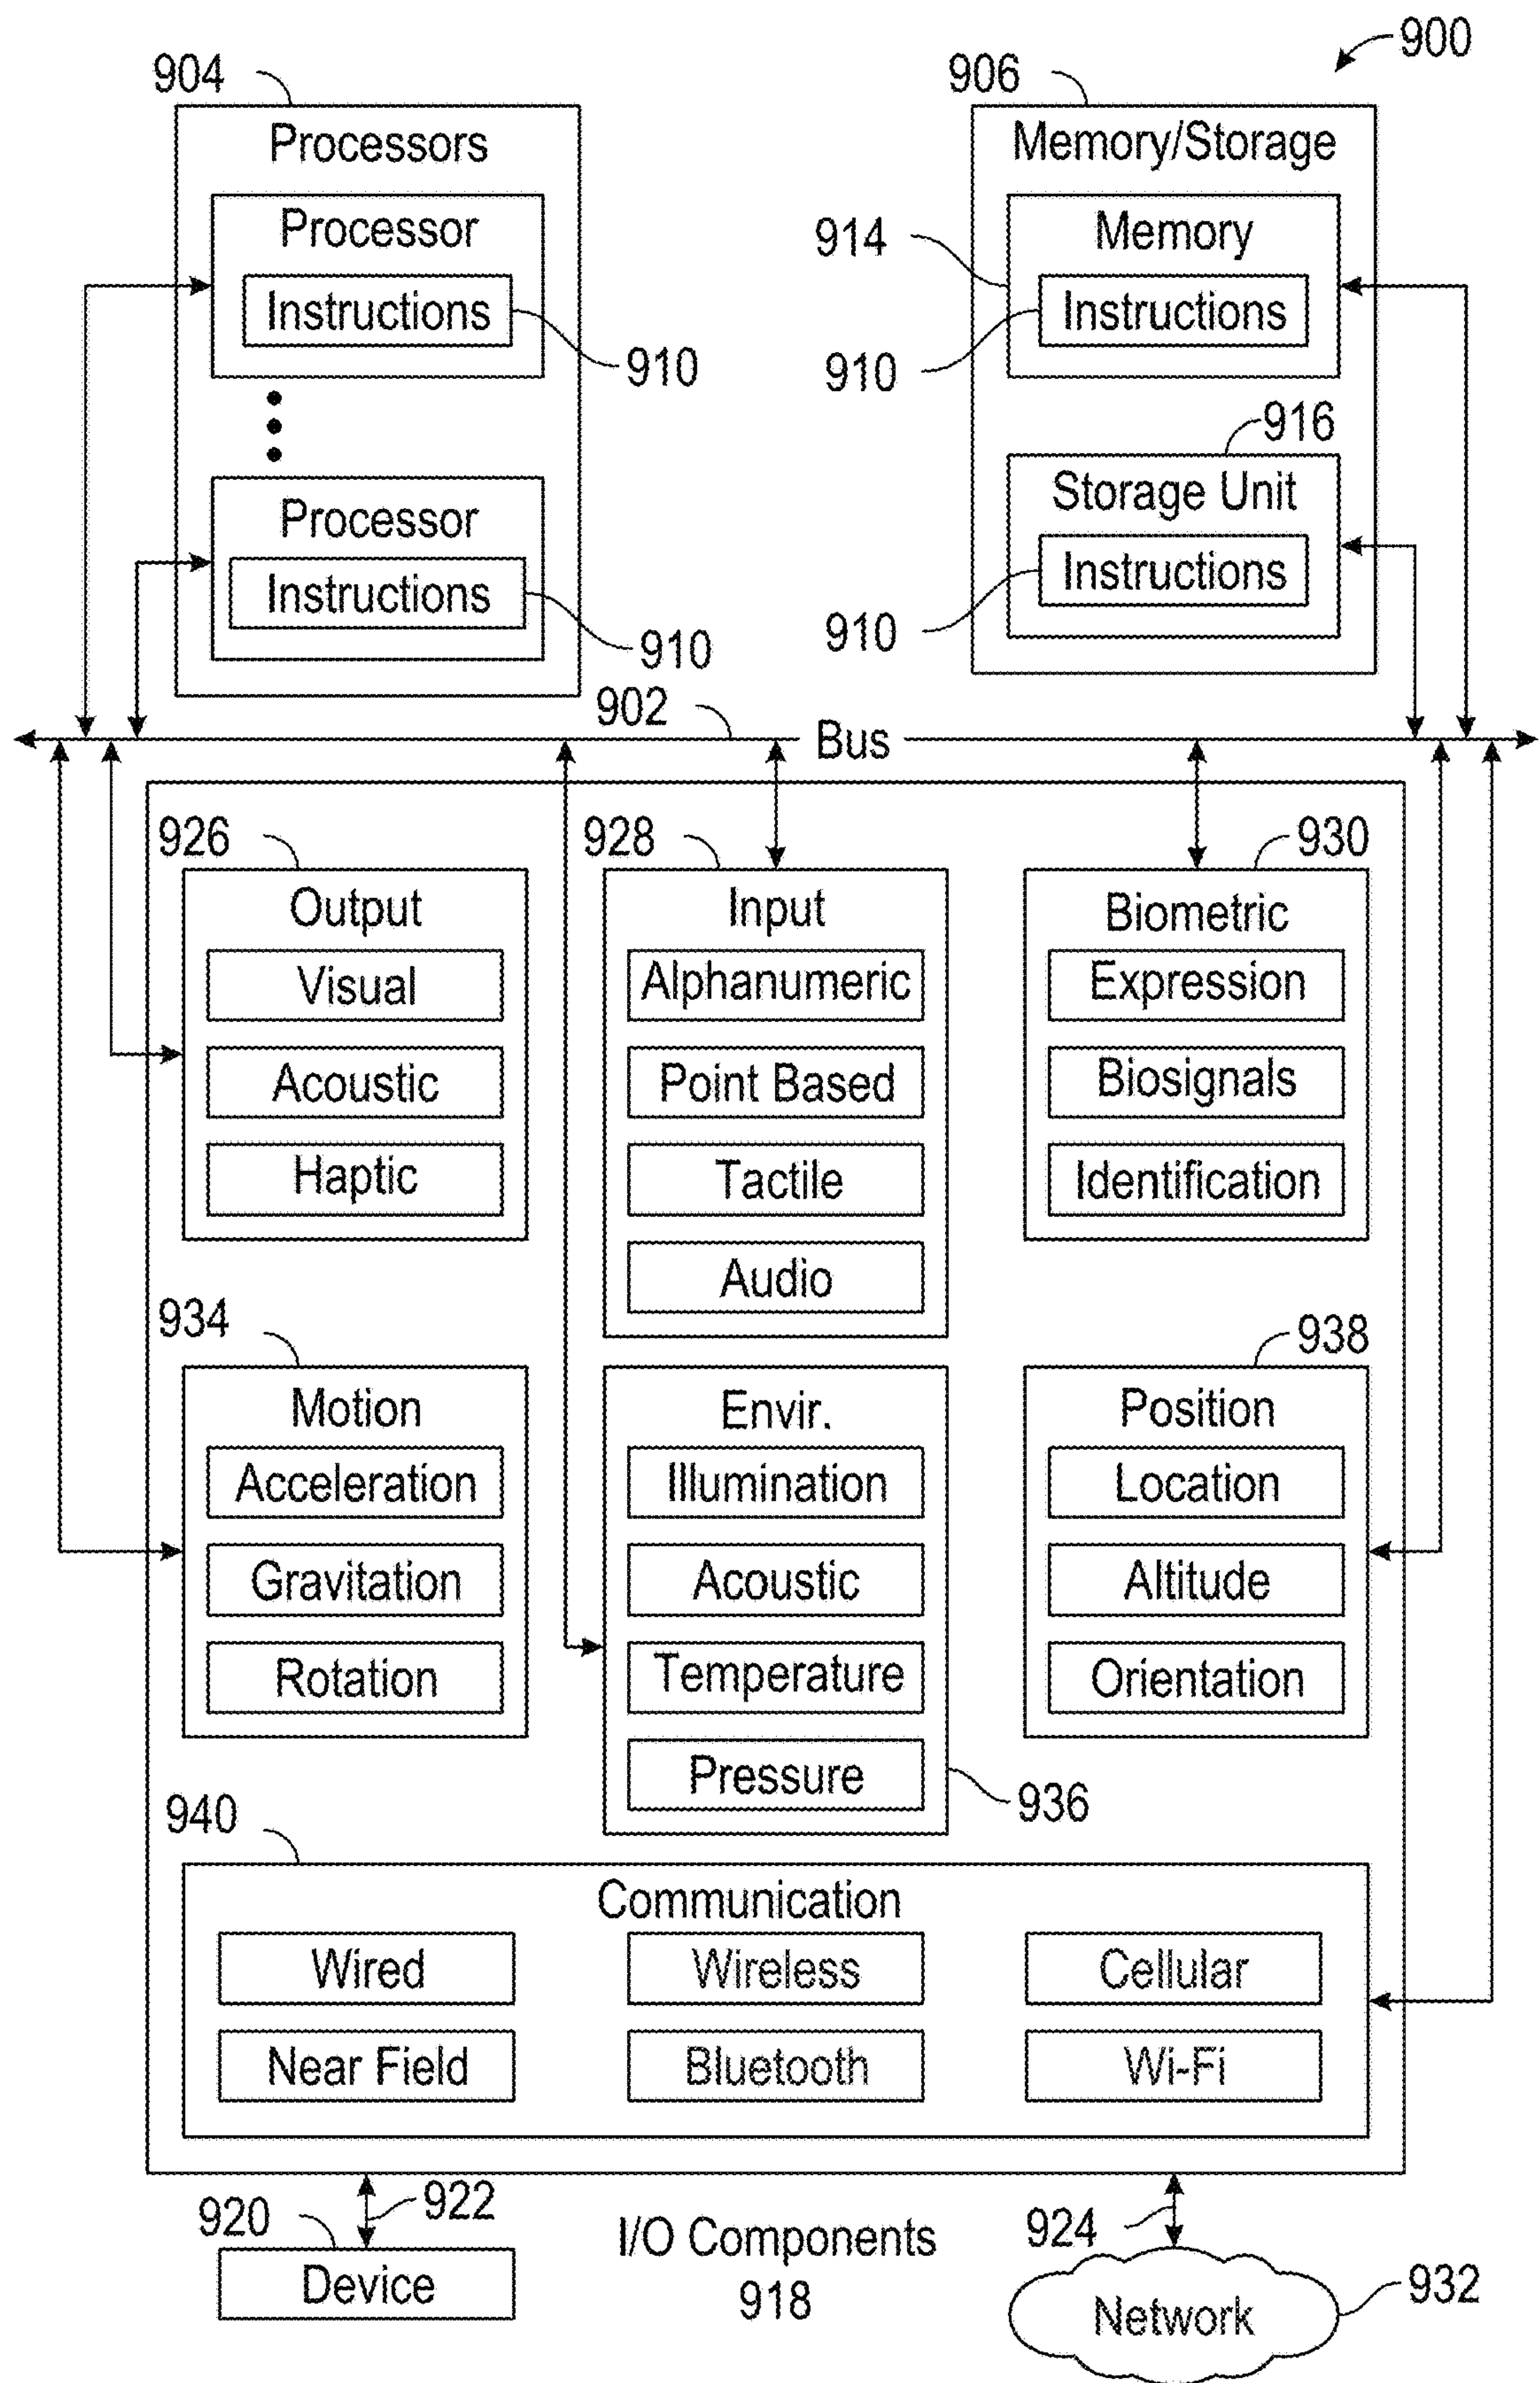 900
904
906
Processors
Memory/Storage
Processor
Instructions
910
914
Memory
Instructions
910
Processor
Instructions
910
916
Storage Unit
Instructions
910
902
Bus
926
Output
Visual
Acoustic
Haptic
928
Input
Alphanumeric
Point Based
Tactile
Audio
930
Biometric
Expression
Biosignals
Identification
934
Motion
Acceleration
Gravitation
Rotation
Envir.
Illumination
Acoustic
Temperature
Pressure
936
938
Position
Location
Altitude
Orientation
940
Communication
Wired
Wireless
Cellular
Near Field
Bluetooth
Wi-Fi
920
922
Device
I/O Components
918
924
Network
932